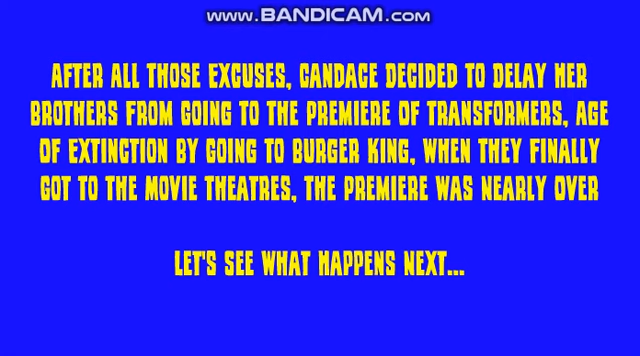 www.BANDICAM.com
AFTER ALL THOSE EXCUSES, CANDACE DECIDED TO DELAY HER
BROTHERS FROM GOING TO THE PREMIERE OF TRANSFORMERS, AGE
OF EXTINCTION BY GOING TO BURGER KING, WHEN THEY FINALLY
GOT TO THE MOVIE THEATRES, THE PREMIERE WAS NEARLY OVER
LET'S SEE WHAT HAPPENS NEXT...